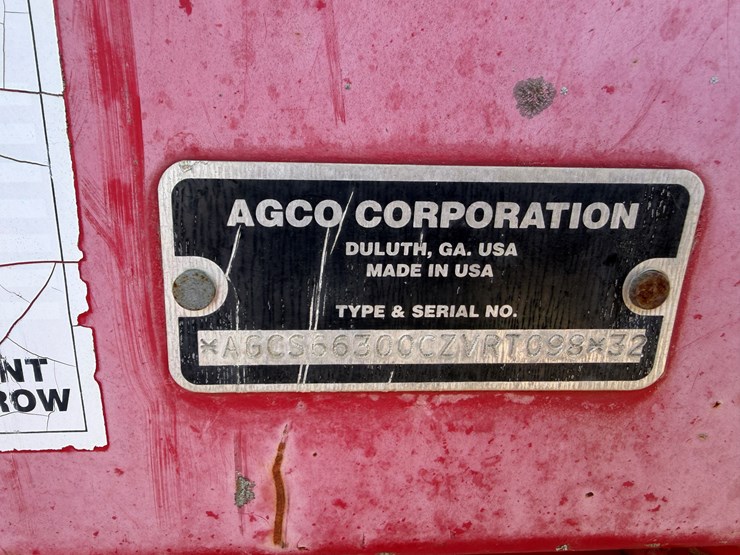 AGCO CORPORATION
DULUTH, GA. USA
MADE IN USA
TYPE & SERIAL NO.
*AGCS66300CZVRT098*32
NT
ROW